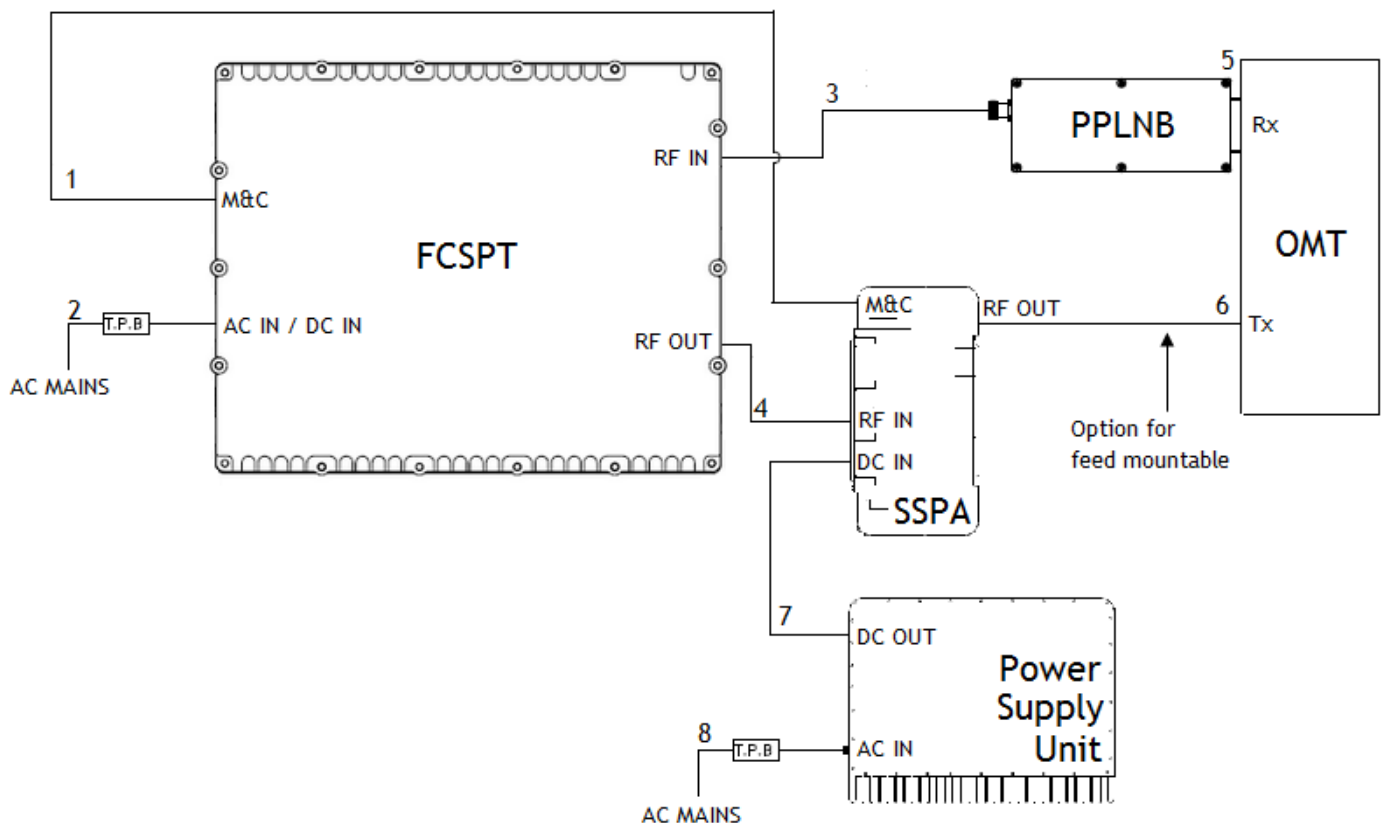 1
M&C
FCSPT
2
T.P.B
AC IN / DC IN
AC MAINS
RF IN
3
RF OUT
4
PPLNB
5
Rx
OMT
6
Tx
M&C
RF OUT
RF IN
DC IN
SSPA
Option for
feed mountable
7
DC OUT
Power
Supply
Unit
8
T.P.B
AC IN
AC MAINS